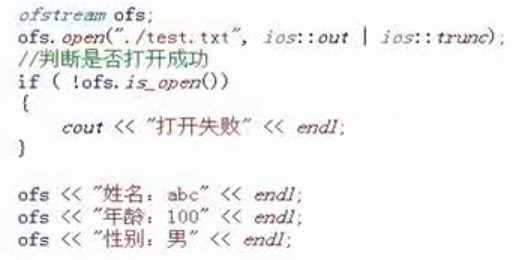 ofstream ofs;
ofs.open("./test.txt", ios::out | ios::trunc);
//判断是否打开成功
if ( !ofs.is_open())
{
cout << "打开失败" << endl;
}
ofs << "姓名：abc" << endl;
ofs << "年龄：100" << endl;
ofs << "性别：男" << endl;